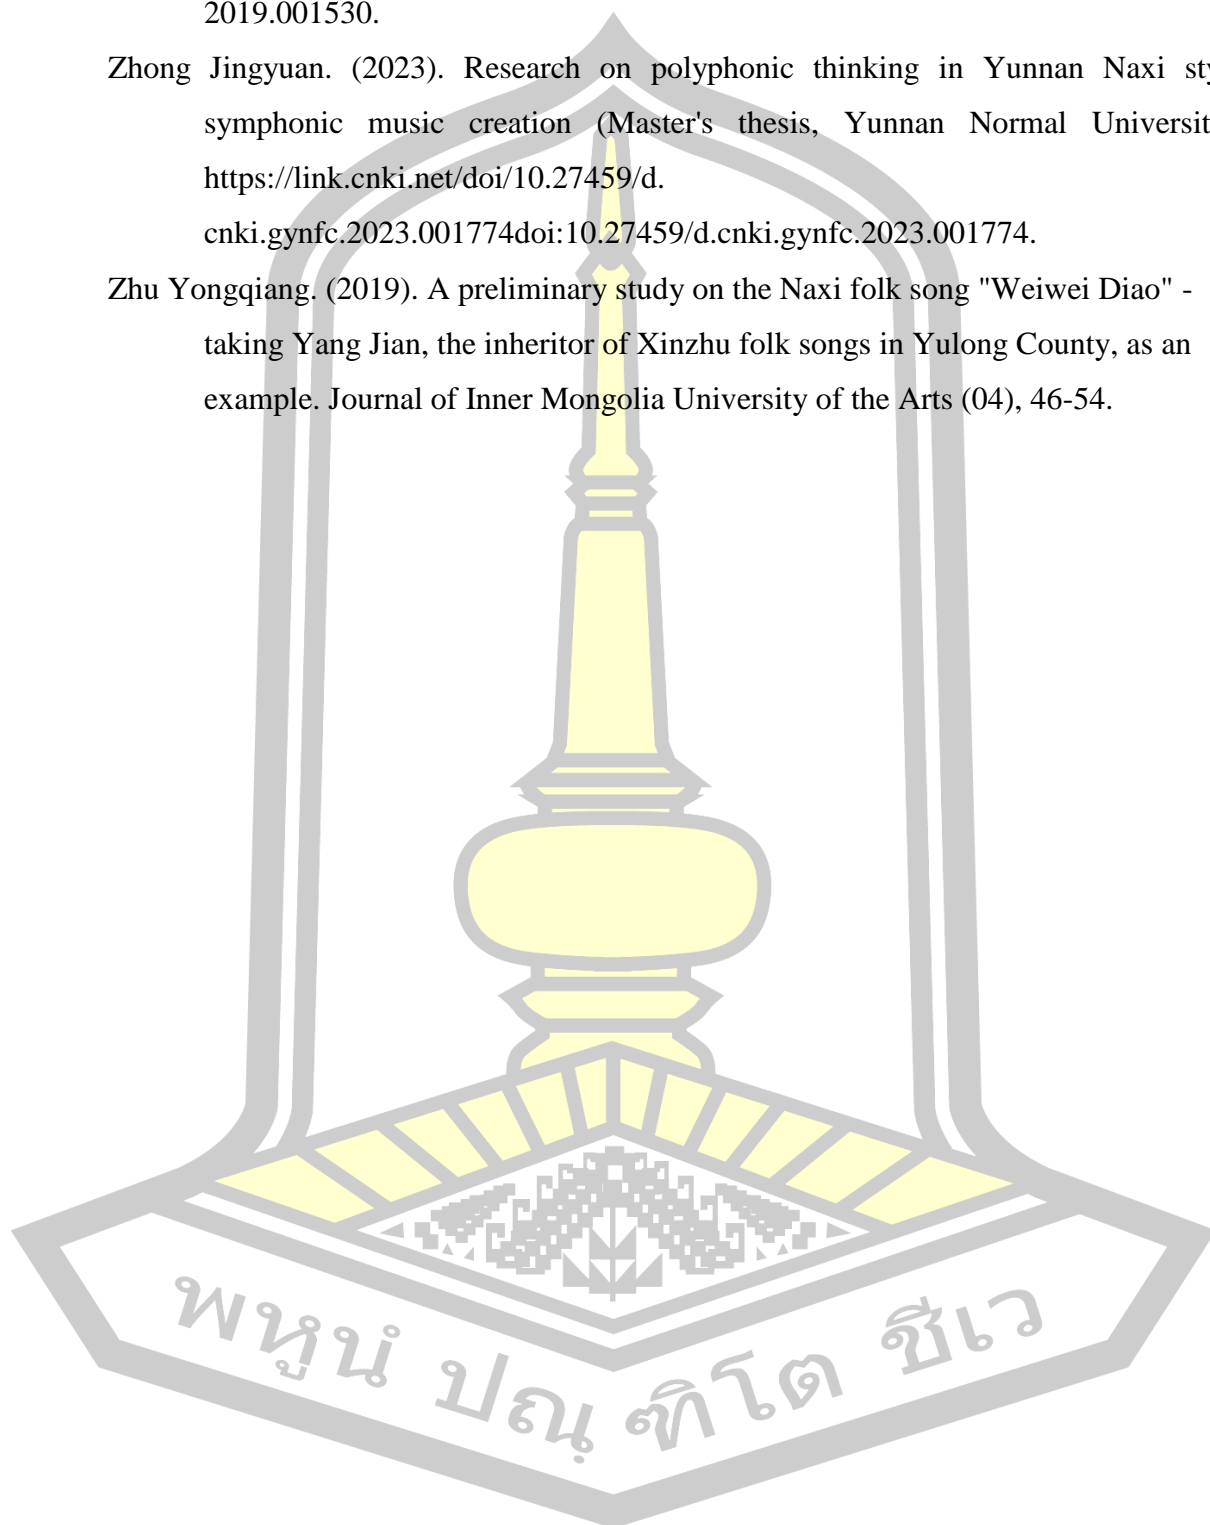 2019.001530.
Zhong Jingyuan. (2023). Research on polyphonic thinking in Yunnan Naxi
symphonic music creation (Master's thesis, Yunnan Normal
https://link.cnki.net/doi/10.27459/d.
cnki.gynfc.2023.001774doi:10.27459/d.cnki.gynfc.2023.001774.
Zhu Yongqiang. (2019). A preliminary study on the Naxi folk song "Weiwei Diao" -
taking Yang Jian, the inheritor of Xinzhu folk songs in Yulong County, as an
example. Journal of Inner Mongolia University of the Arts (04), 46-54.
พหูนํ ปณฺ ฑิโต ชีเว